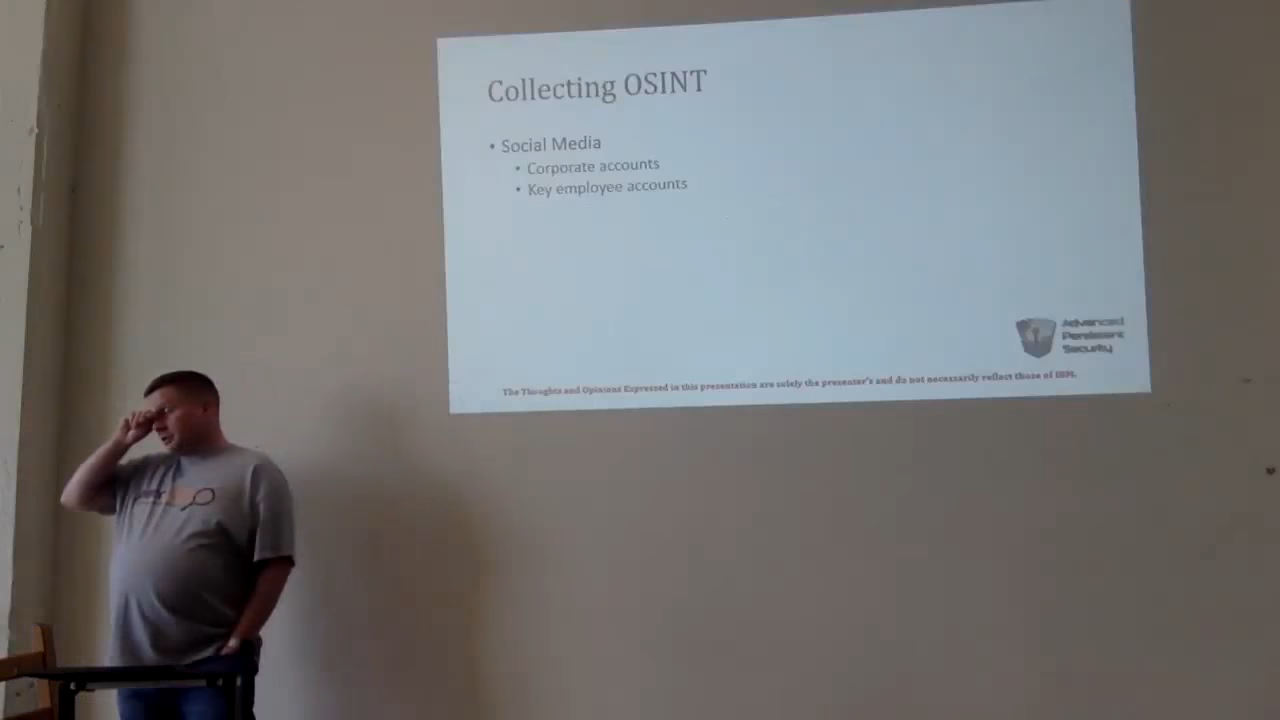 Collecting OSINT
• Social Media
• Corporate accounts
• Key employee accounts
Advanced
Persistent
Security
The Thoughts and Opinions Expressed in this presentation are solely the presenter's and do not necessarily reflect those of IBM.